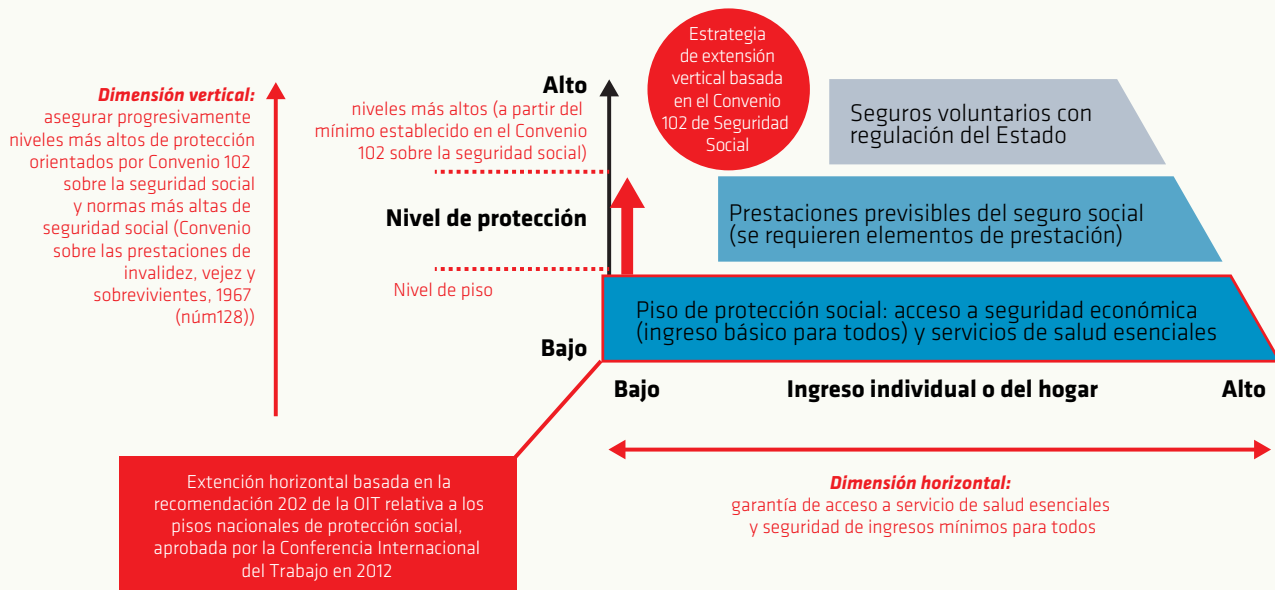 Dimensión vertical:
asegurar progresivamente
niveles más altos de protección
orientados por Convenio 102
sobre la seguridad social
y normas más altas de
seguridad social (Convenio
sobre las prestaciones de
invalidez, vejez y
sobrevivientes, 1967
(núm128))
Alto
niveles más altos (a partir del
mínimo establecido en el Convenio
102 sobre la seguridad social)
Nivel de protección
Nivel de piso
Bajo
Estrategia
de extensión
vertical basada
en el Convenio
102 de Seguridad
Social
Seguros voluntarios con
regulación del Estado
Prestaciones previsibles del seguro social
(se requieren elementos de prestación)
Piso de protección social: acceso a seguridad económica
(ingreso básico para todos) y servicios de salud esenciales
Bajo Ingreso individual o del hogar Alto
Extención horizontal basada en la
recomendación 202 de la OIT relativa a los
pisos nacionales de protección social,
aprobada por la Conferencia Internacional
del Trabajo en 2012
Dimensión horizontal:
garantía de acceso a servicio de salud esenciales
y seguridad de ingresos mínimos para todos